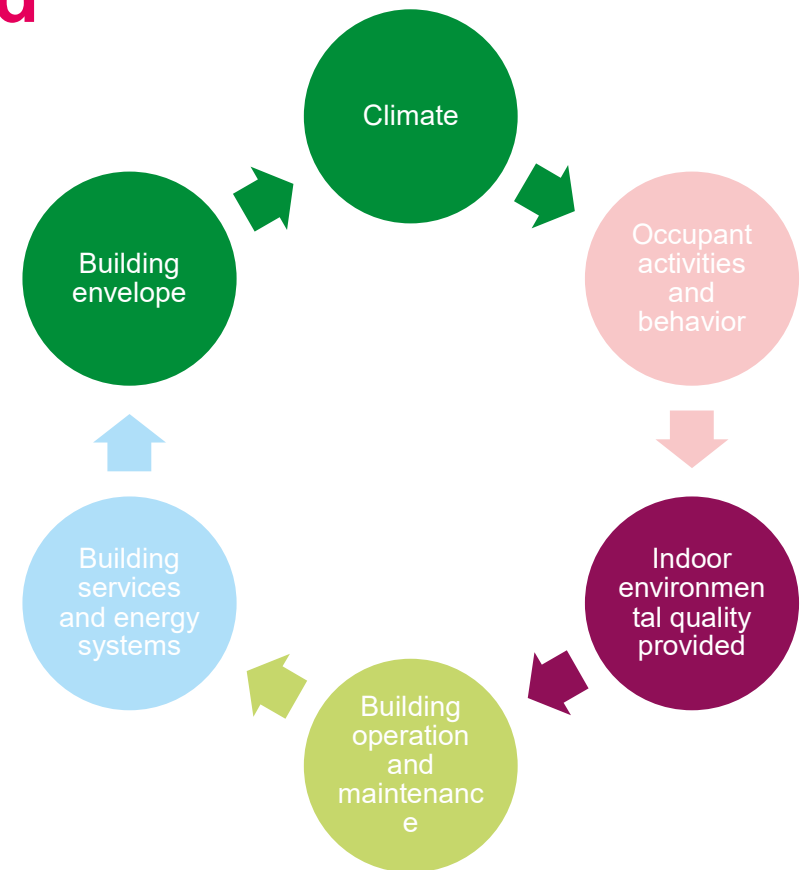 d
Climate
Occupant
activities
and
behavior
Indoor
environmen
tal quality
provided
Building
operation
and
maintenanc
e
Building
services
and energy
systems
Building
envelope